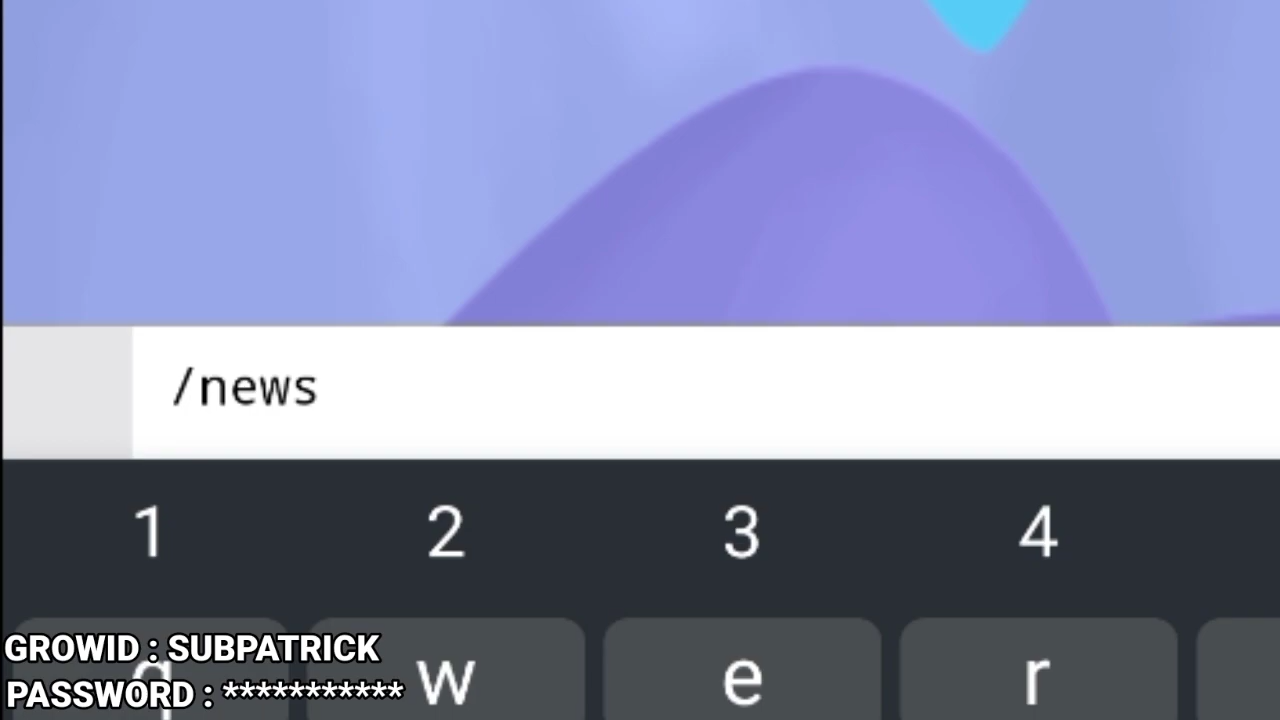 /news
1 2 3 4
q w e r
GROWID : SUBPATRICK
PASSWORD : ***********